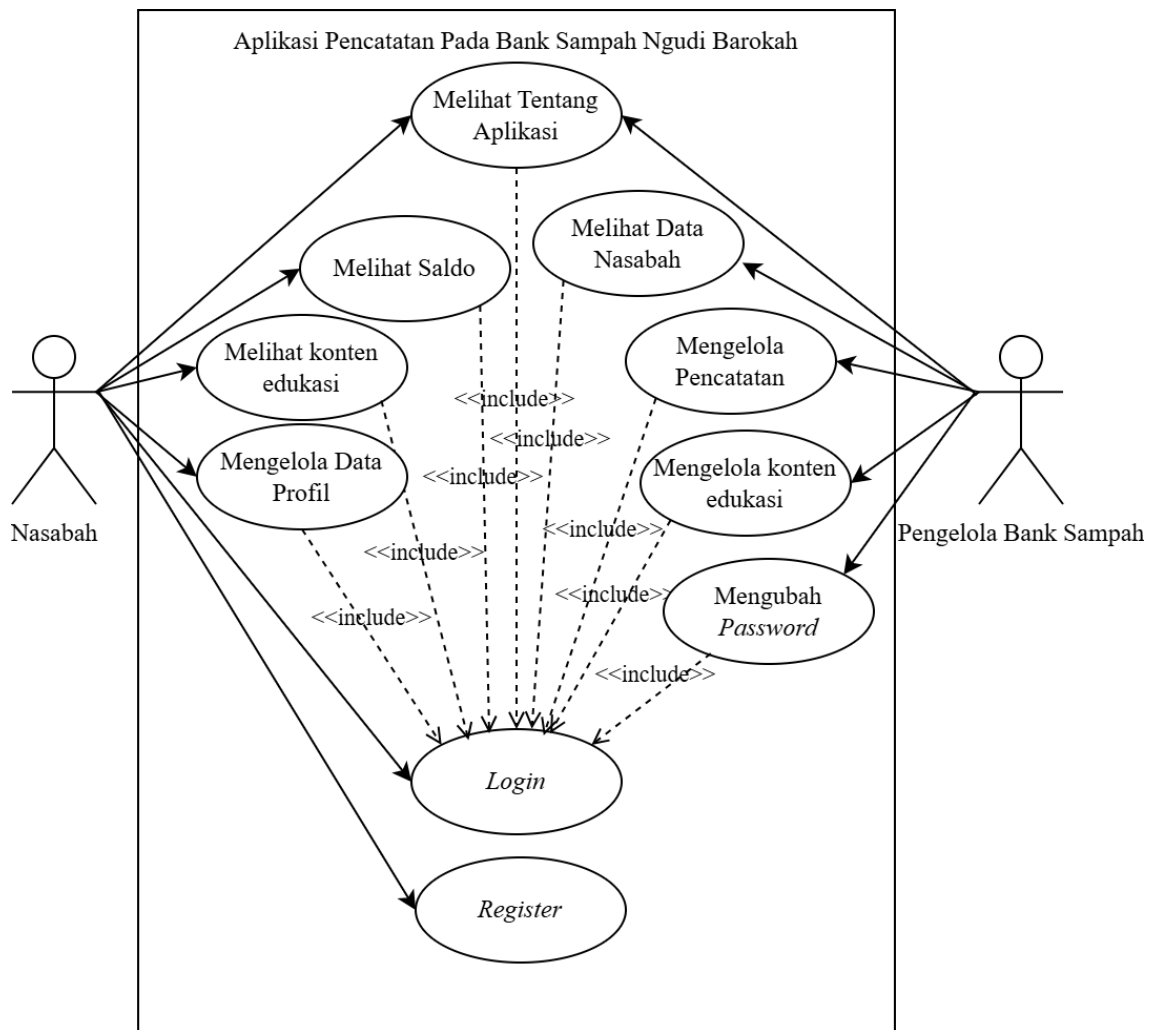 Aplikasi Pencatatan Pada Bank Sampah Ngudi Barokah
Melihat Tentang
Aplikasi
Melihat Data
Nasabah
Melihat Saldo
Melihat konten
edukasi
Mengelola
Pencatatan
<<include>>
<<include>>
Mengelola Data
Profil
<<include>>
Mengelola konten
edukasi
Nasabah
Pengelola Bank Sampah
<<include>>
<<include>>
<<include>>
Mengubah
Password
<<include>>
<<include>>
Login
Register